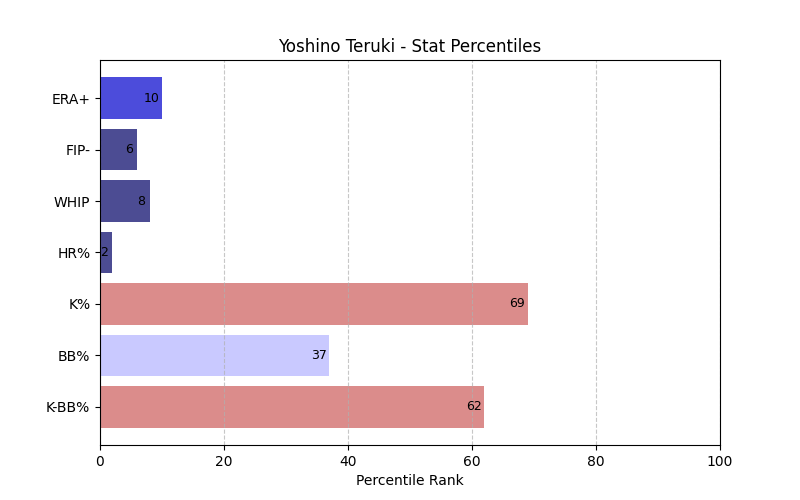 Yoshino Teruki - Stat Percentiles
ERA+ 10
FIP- 6
WHIP 8
HR% 2
K% 69
BB% 37
K-BB% 62
0 20 40 60 80 100
Percentile Rank